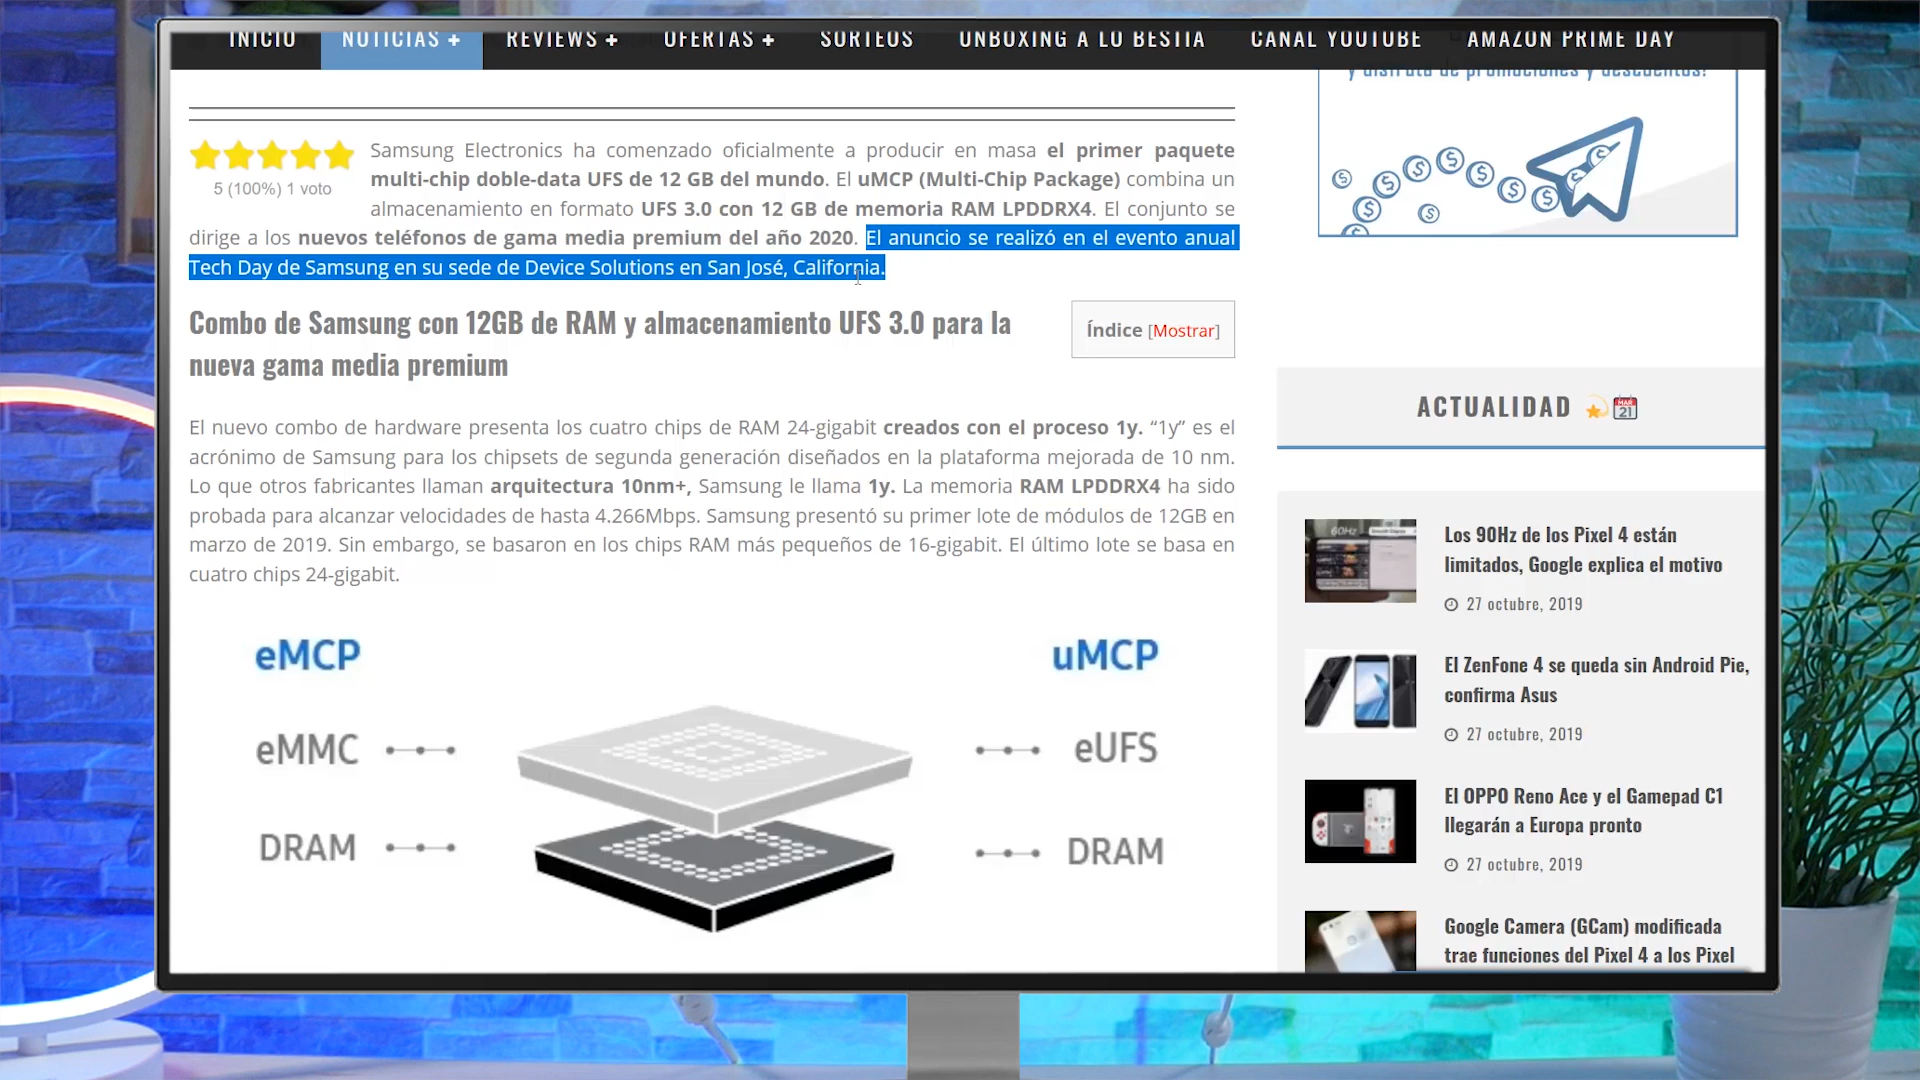 INICIO NOTICIAS + REVIEWS + OFERTAS + SORTEOS UNBOXING A LO BESTIA CANAL YOUTUBE AMAZON PRIME DAY
y disfruta de promociones y descuentos!
5 (100%) 1 voto
Samsung Electronics ha comenzado oficialmente a producir en masa el primer paquete
multi-chip doble-data UFS de 12 GB del mundo. El uMCP (Multi-Chip Package) combina un
almacenamiento en formato UFS 3.0 con 12 GB de memoria RAM LPDDRX4. El conjunto se
dirige a los nuevos teléfonos de gama media premium del año 2020. El anuncio se realizó en el evento anual
Tech Day de Samsung en su sede de Device Solutions en San José, California.
Combo de Samsung con 12GB de RAM y almacenamiento UFS 3.0 para la
nueva gama media premium
Índice [Mostrar]
El nuevo combo de hardware presenta los cuatro chips de RAM 24-gigabit creados con el proceso 1y. “1y” es el
acrónimo de Samsung para los chipsets de segunda generación diseñados en la plataforma mejorada de 10 nm.
Lo que otros fabricantes llaman arquitectura 10nm+, Samsung le llama 1y. La memoria RAM LPDDRX4 ha sido
probada para alcanzar velocidades de hasta 4.266Mbps. Samsung presentó su primer lote de módulos de 12GB en
marzo de 2019. Sin embargo, se basaron en los chips RAM más pequeños de 16-gigabit. El último lote se basa en
cuatro chips 24-gigabit.
eMCP
uMCP
eMMC
eUFS
DRAM
DRAM
ACTUALIDAD
Los 90Hz de los Pixel 4 están
limitados, Google explica el motivo
27 octubre, 2019
El ZenFone 4 se queda sin Android Pie,
confirma Asus
27 octubre, 2019
El OPPO Reno Ace y el Gamepad C1
llegarán a Europa pronto
27 octubre, 2019
Google Camera (GCam) modificada
trae funciones del Pixel 4 a los Pixel